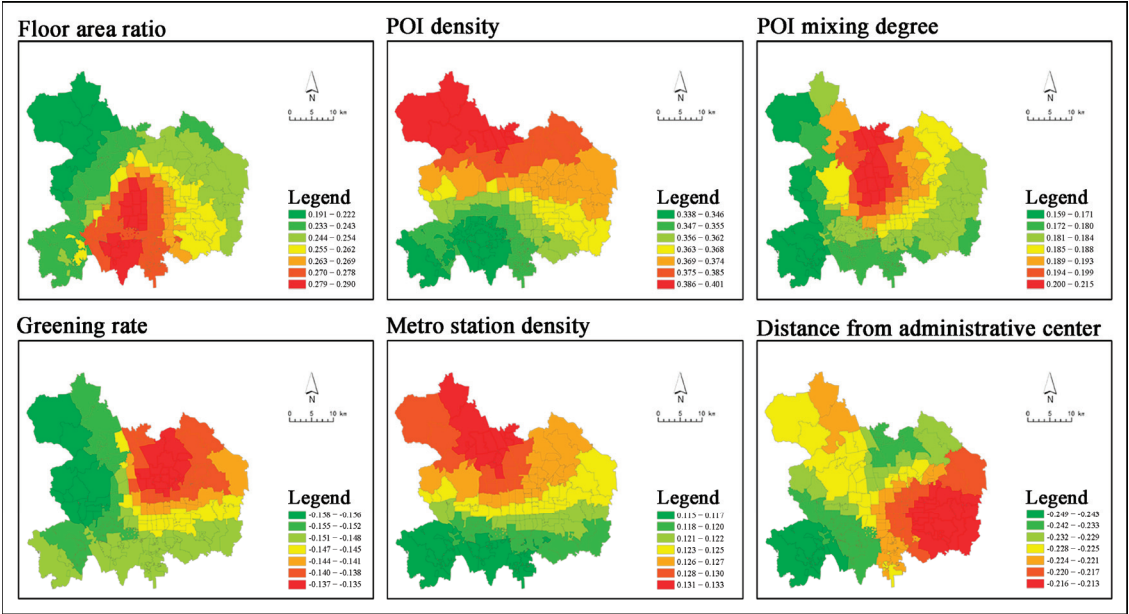 Floor area ratio
N
0 5 10 km
Legend
0.191 – 0.222
0.233 – 0.243
0.244 – 0.254
0.255 – 0.262
0.263 – 0.269
0.270 – 0.278
0.279 – 0.290
POI density
N
0 5 10 km
Legend
0.338 – 0.346
0.347 – 0.355
0.356 – 0.362
0.363 – 0.368
0.369 – 0.374
0.375 – 0.385
0.386 – 0.401
POI mixing degree
N
0 5 10 km
Legend
0.159 – 0.171
0.172 – 0.180
0.181 – 0.184
0.185 – 0.188
0.189 – 0.193
0.194 – 0.199
0.200 – 0.215
Greening rate
N
0 5 10 km
Legend
-0.158 – -0.156
-0.155 – -0.152
-0.151 – -0.148
-0.147 – -0.145
-0.144 – -0.141
-0.140 – -0.138
-0.137 – -0.135
Metro station density
N
0 5 10 km
Legend
0.115 – 0.117
0.118 – 0.120
0.121 – 0.122
0.123 – 0.125
0.126 – 0.127
0.128 – 0.130
0.131 – 0.133
Distance from administrative center
N
0 5 10 km
Legend
-0.249 – -0.243
-0.242 – -0.233
-0.232 – -0.229
-0.228 – -0.225
-0.224 – -0.221
-0.220 – -0.217
-0.216 – -0.213